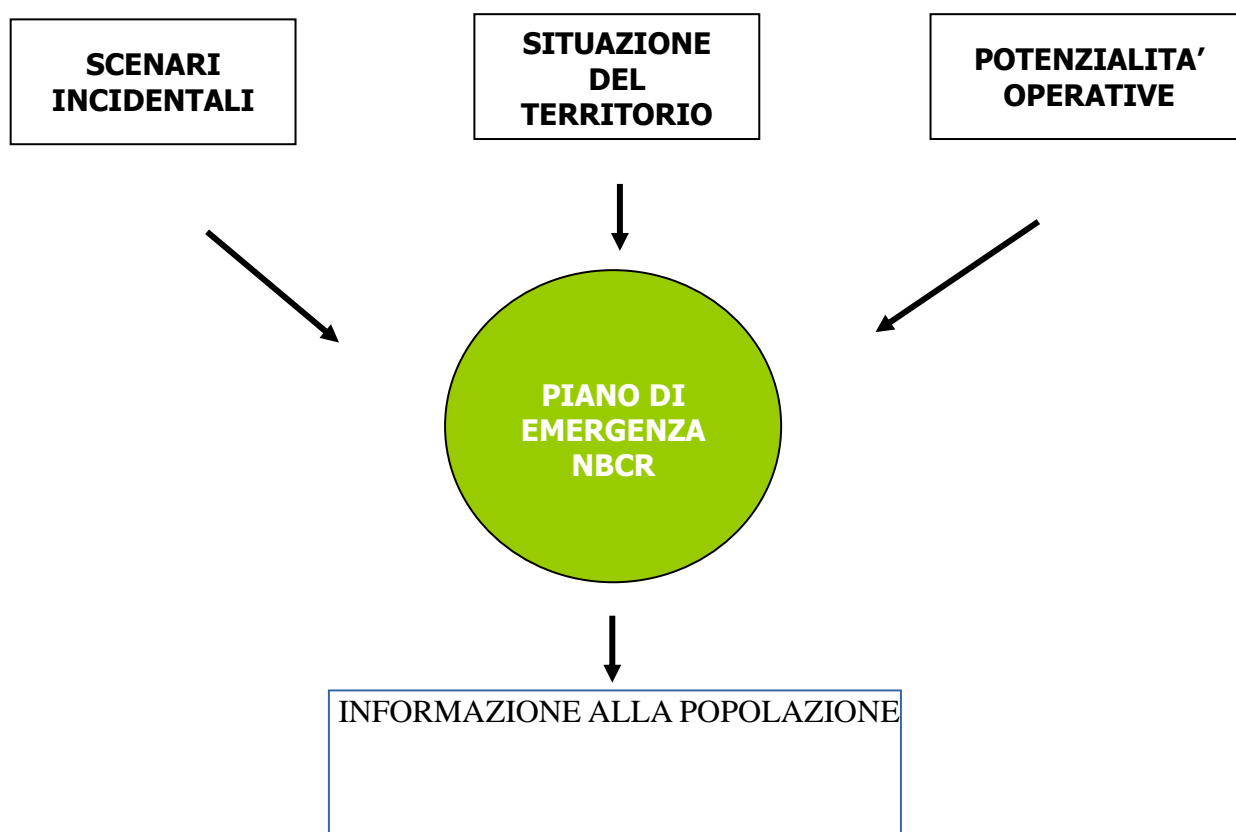 SCENARI
INCIDENTALI
SITUAZIONE
DEL
TERRITORIO
POTENZIALITA’
OPERATIVE
PIANO DI
EMERGENZA
NBCR
INFORMAZIONE ALLA POPOLAZIONE